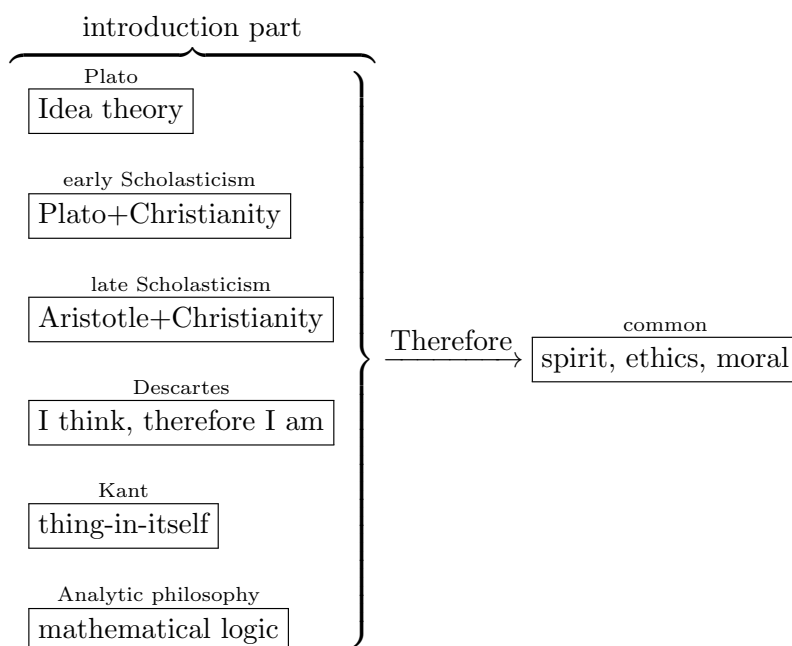 introduction part
Plato
Idea theory
early Scholasticism
Plato+Christianity
late Scholasticism
Aristotle+Christianity
Descartes
I think, therefore I am
Kant
thing-in-itself
Analytic philosophy
mathematical logic
Therefore
common
spirit, ethics, moral